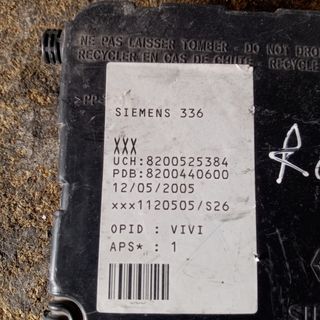 NE PAS LAISSER TOMBER - DO NOT DRO
RECYCLER EN CAS DE CHUTE - RECYCLE
>PP
SIEMENS 336
XXX
UCH:8200525384
PDB:8200440600
12/05/2005
xxx1120505/S26
OPID : VIVI
APS* : 1